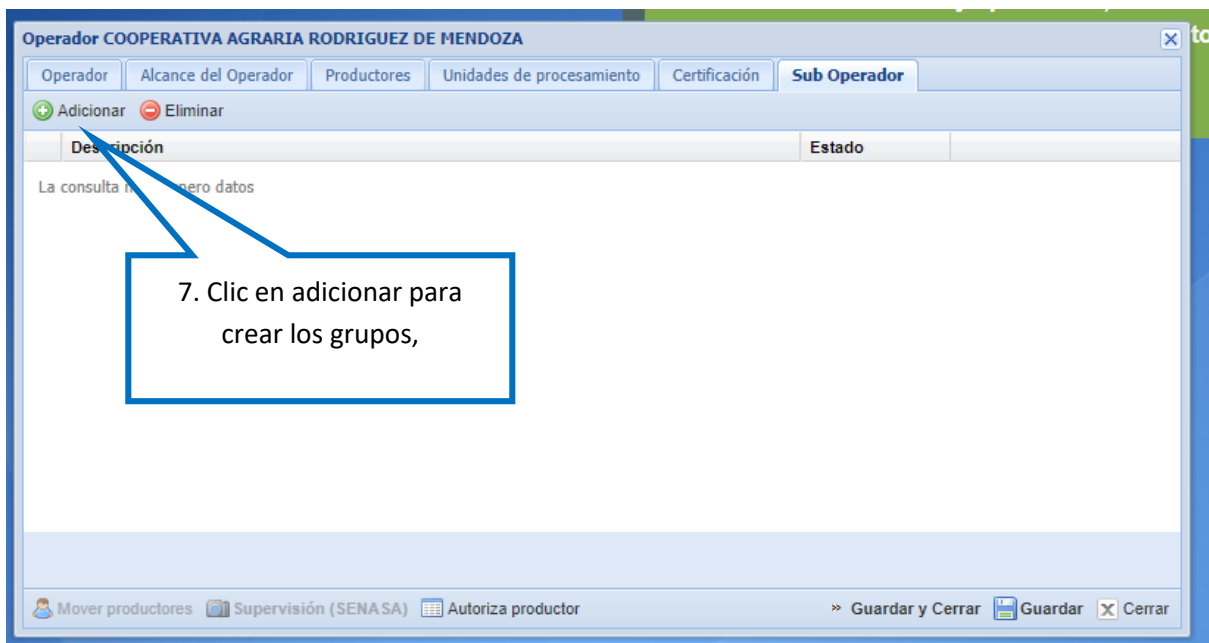 to
Operador COOPERATIVA AGRARIA RODRIGUEZ DE MENDOZA
Operador Alcance del Operador Productores Unidades de procesamiento Certificación Sub Operador
Adicionar Eliminar
Descripción Estado
La consulta datos
7. Clic en adicionar para
crear los grupos,
Mover productores Supervisión (SENASA) Autoriza productor » Guardar y Cerrar Guardar Cerrar